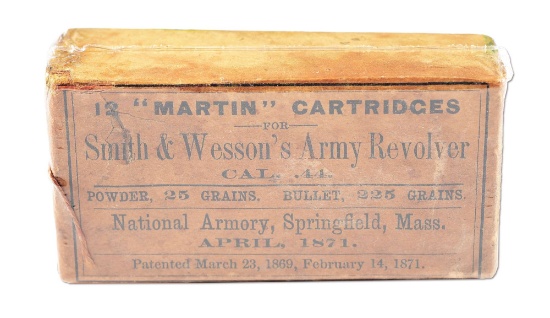 12 "MARTIN" CARTRIDGES
FOR
Smith & Wesson's Army Revolver
CAL. .44.
POWDER, 25 GRAINS. BULLET, 225 GRAINS.
National Armory, Springfield, Mass.
APRIL, 1871.
Patented March 23, 1869, February 14, 1871.